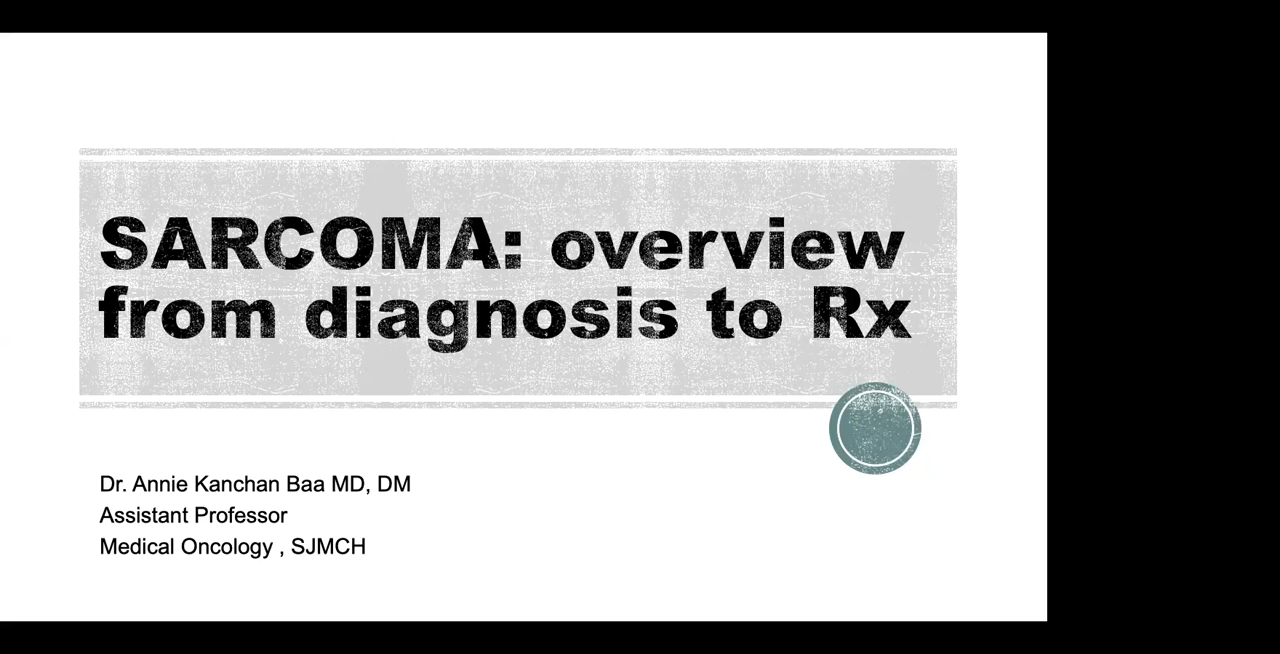 SARCOMA: overview
from diagnosis to Rx
Dr. Annie Kanchan Baa MD, DM
Assistant Professor
Medical Oncology , SJMCH